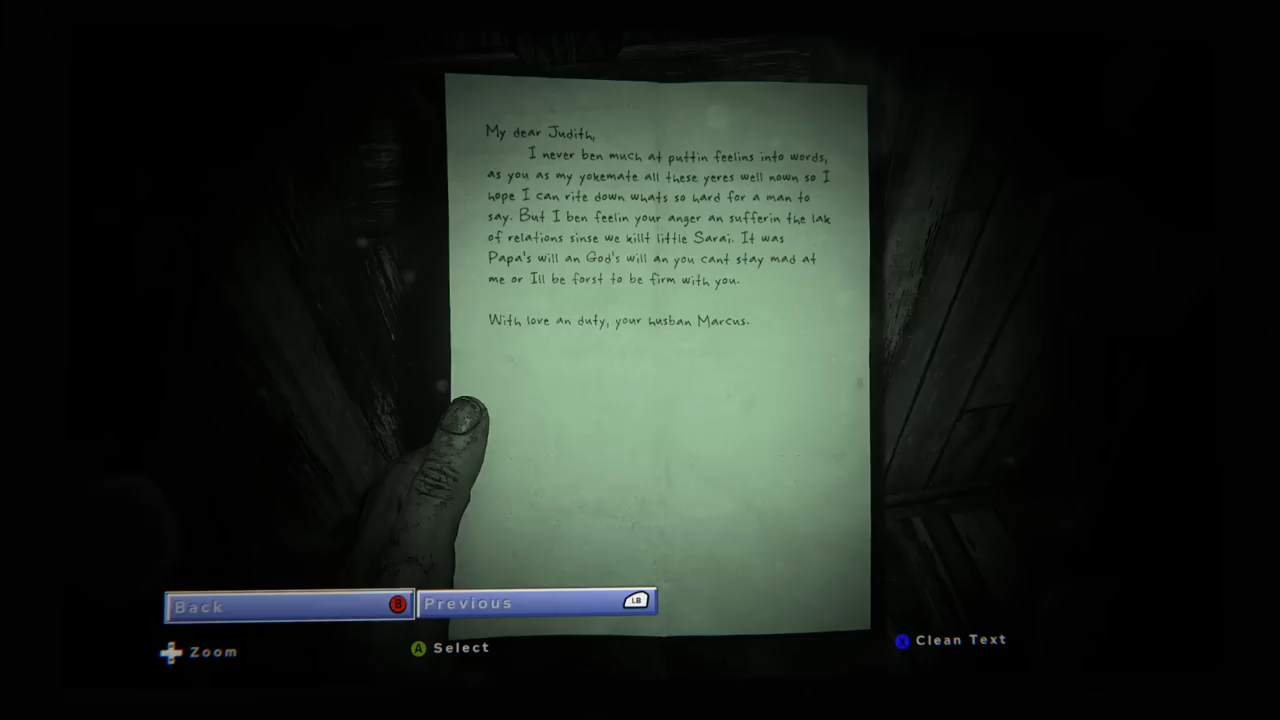 My dear Judith,
I never ben much at puttin feelins into words,
as you as my yokemate all these yeres well nown so I
hope I can rite down whats so hard for a man to
say. But I ben feelin your anger an sufferin the lak
of relations sinse we killt little Sarai. It was
Papa's will an God's will an you cant stay mad at
me or Ill be forst to be firm with you.
With love an duty, your husban Marcus.
Back B Previous LB
Zoom A Select X Clean Text